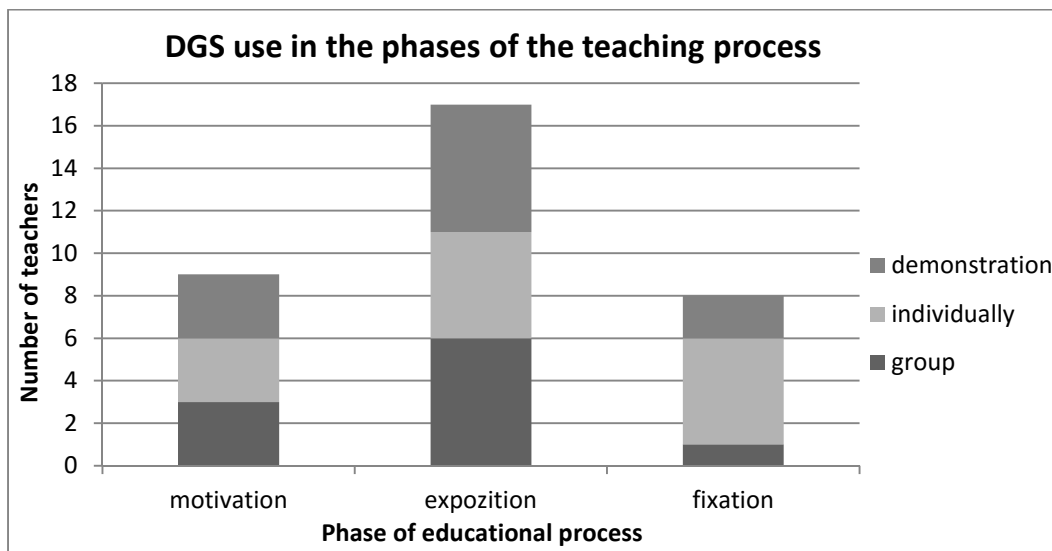 DGS use in the phases of the teaching process
Number of teachers
18
16
14
12
10
8
6
4
2
0
motivation
expozition
fixation
Phase of educational process
demonstration
individually
group